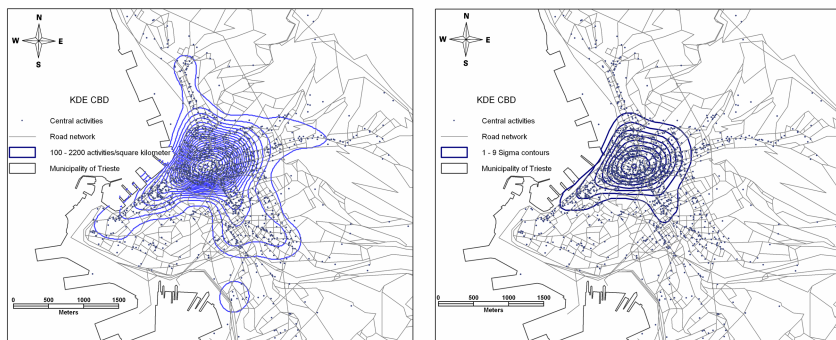 N
W E
S
KDE CBD
Central activities
Road network
100 - 2200 activities/square kilometer
Municipality of Trieste
0 500 1000 1500
Meters
N
W E
S
KDE CBD
Central activities
Road network
1 - 9 Sigma contours
Municipality of Trieste
0 500 1000 1500
Meters